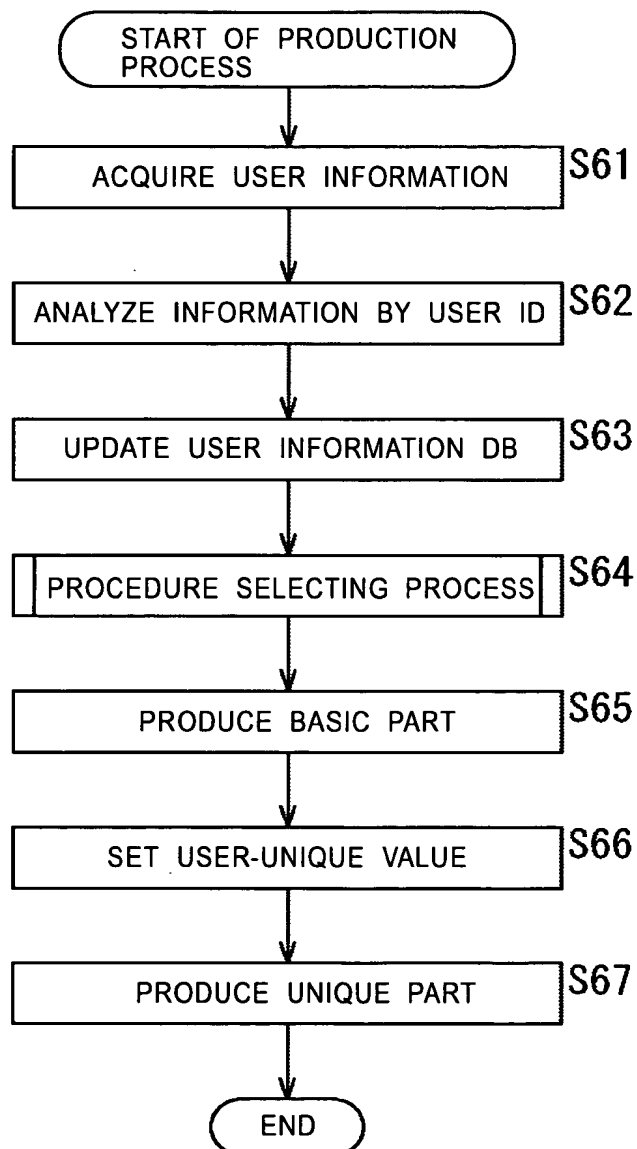 START OF PRODUCTION
PROCESS
ACQUIRE USER INFORMATION
S61
ANALYZE INFORMATION BY USER ID
S62
UPDATE USER INFORMATION DB
S63
PROCEDURE SELECTING PROCESS
S64
PRODUCE BASIC PART
S65
SET USER-UNIQUE VALUE
S66
PRODUCE UNIQUE PART
S67
END